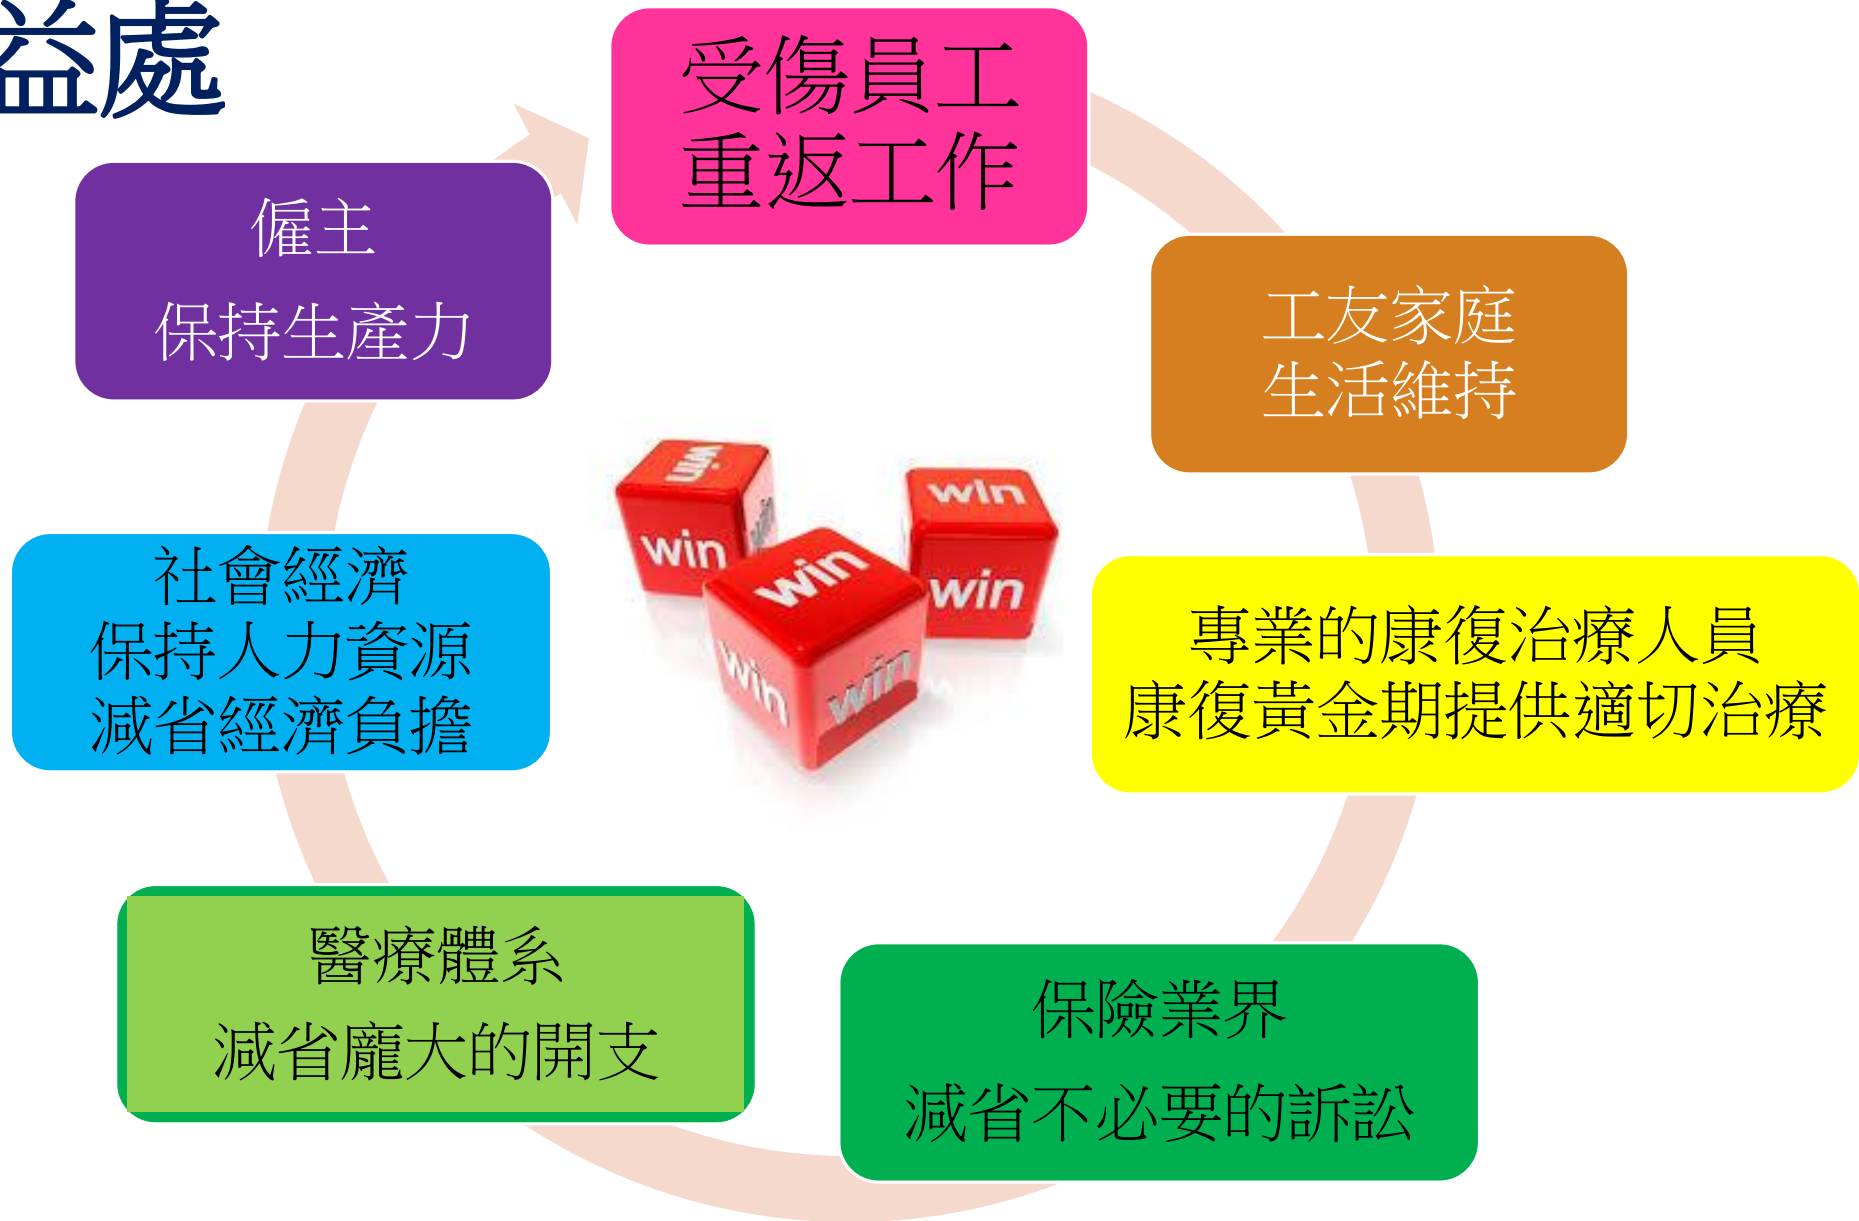 益處
受傷員工
重返工作
工友家庭
生活維持
專業的康復治療人員
康復黃金期提供適切治療
保險業界
減省不必要的訴訟
醫療體系
減省龐大的開支
社會經濟
保持人力資源
減省經濟負擔
僱主
保持生產力
win
win
win
win
win
win
win